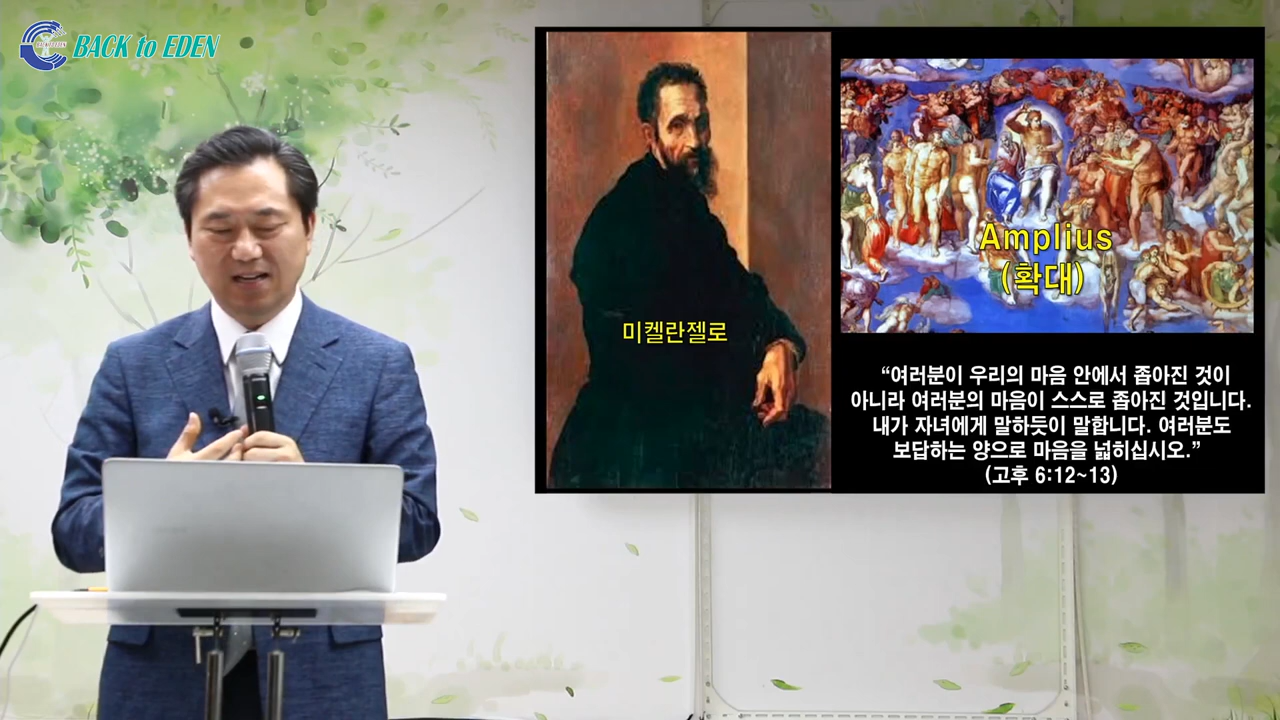 BACK to EDEN
미켈란젤로
Amplius
(확대)
“여러분이 우리의 마음 안에서 좁아진 것이
아니라 여러분의 마음이 스스로 좁아진 것입니다.
내가 자녀에게 말하듯이 말합니다. 여러분도
보답하는 양으로 마음을 넓히십시오.”
(고후 6:12~13)